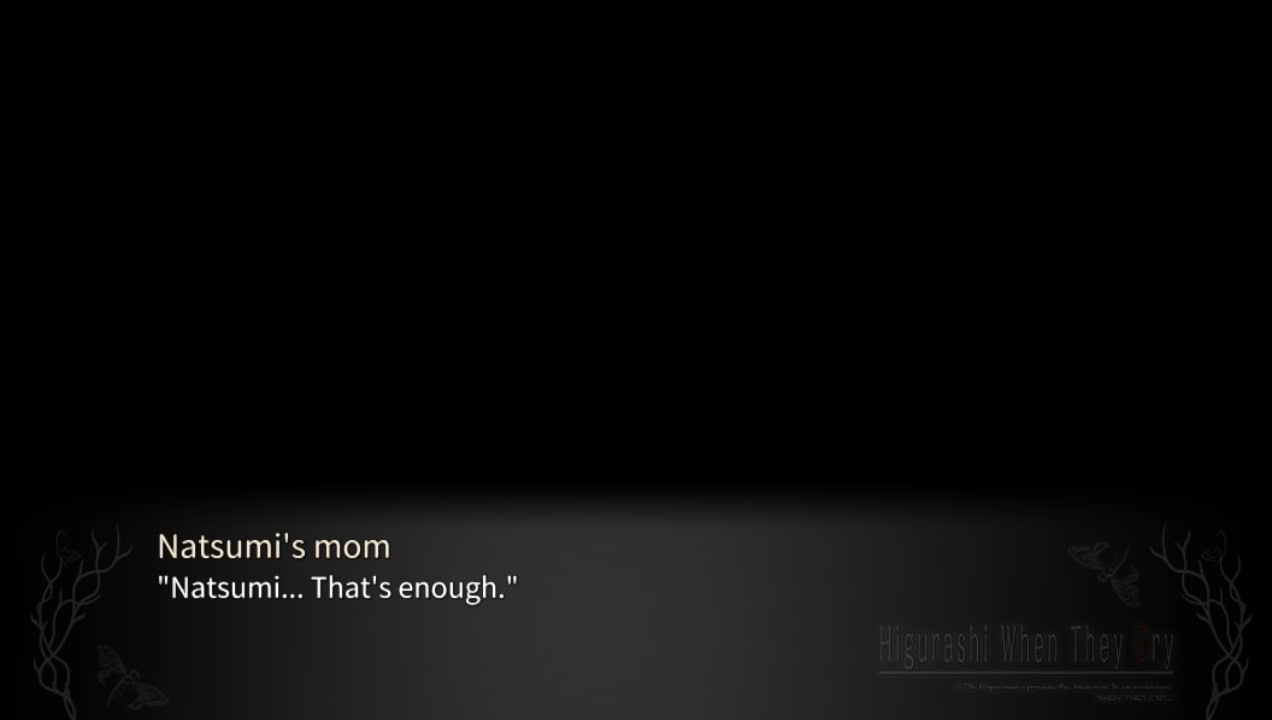 Natsumi's mom
"Natsumi... That's enough."
Higurashi When They Cry